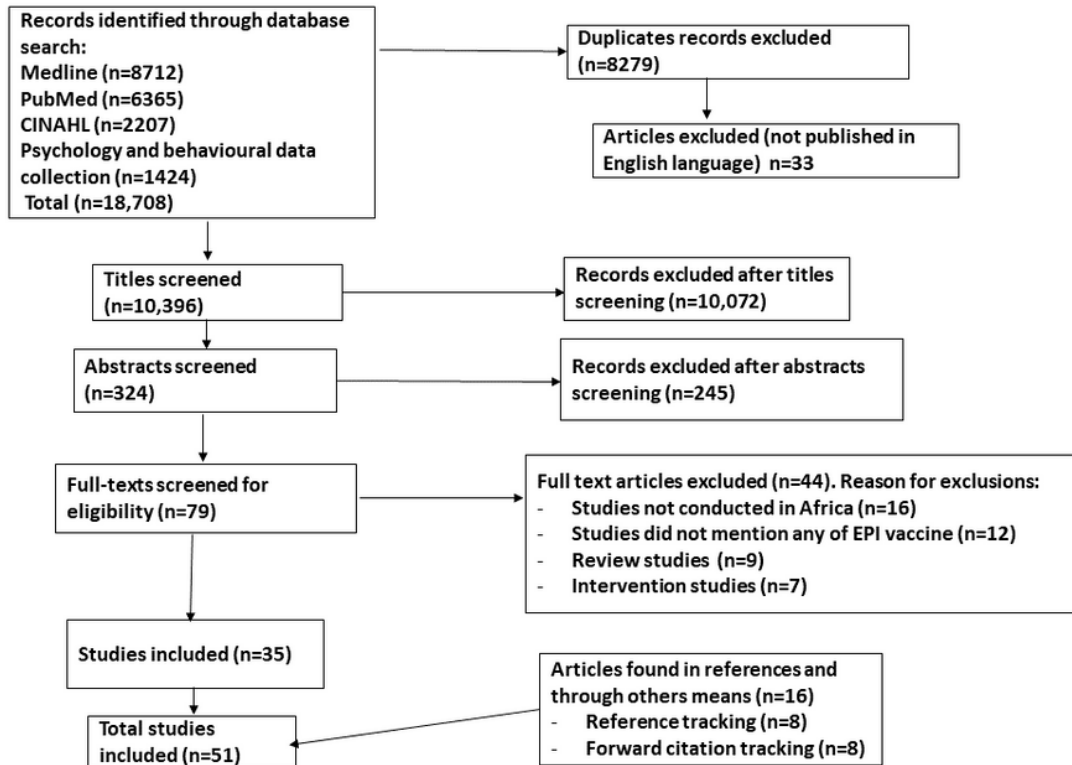 Records identified through database
search:
Medline (n=8712)
PubMed (n=6365)
CINAHL (n=2207)
Psychology and behavioural data
collection (n=1424)
Total (n=18,708)
Duplicates records excluded
(n=8279)
Articles excluded (not published in
English language) n=33
Titles screened
(n=10,396)
Records excluded after titles
screening (n=10,072)
Abstracts screened
(n=324)
Records excluded after abstracts
screening (n=245)
Full-texts screened for
eligibility (n=79)
Full text articles excluded (n=44). Reason for exclusions:
- Studies not conducted in Africa (n=16)
- Studies did not mention any of EPI vaccine (n=12)
- Review studies (n=9)
- Intervention studies (n=7)
Studies included (n=35)
Articles found in references and
through others means (n=16)
- Reference tracking (n=8)
- Forward citation tracking (n=8)
Total studies
included (n=51)